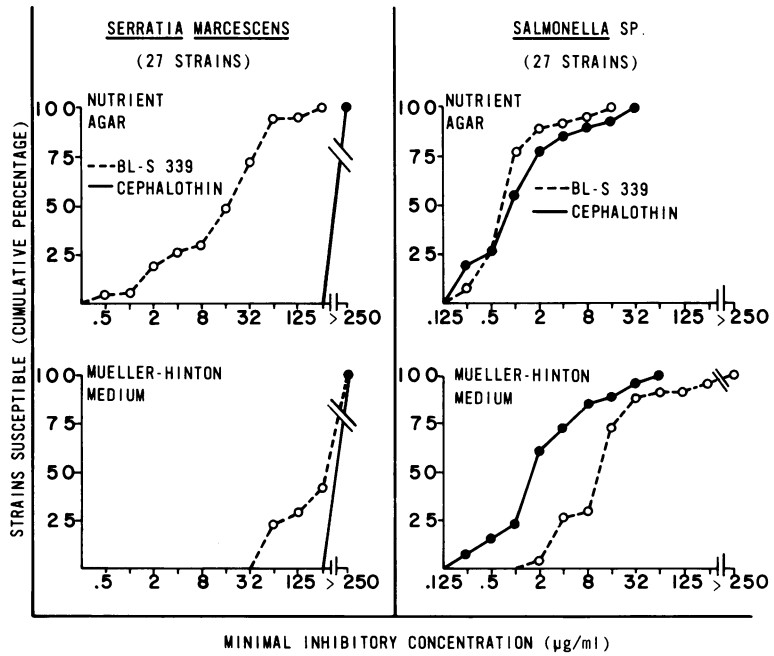 SERRATIA MARCESCENS
(27 STRAINS)
SALMONELLA SP.
(27 STRAINS)
STRAINS SUSCEPTIBLE (CUMULATIVE PERCENTAGE)
100
75
50
25
NUTRIENT
AGAR
BL-S 339
CEPHALOTHIN
.5 2 8 32 125 > 250
100
75
50
25
NUTRIENT
AGAR
BL-S 339
CEPHALOTHIN
.125 .5 2 8 32 125 > 250
100
75
50
25
MUELLER-HINTON
MEDIUM
.5 2 8 32 125 > 250
100
75
50
25
MUELLER-HINTON
MEDIUM
.125 .5 2 8 32 125 > 250
MINIMAL INHIBITORY CONCENTRATION (µg/ml)